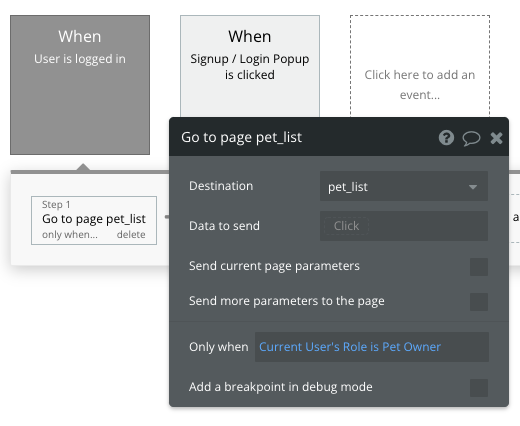 When
User is logged in
When
Signup / Login Popup
is clicked
Click here to add an
event...
Go to page pet_list
Step 1
Go to page pet_list
only when... delete
Destination
pet_list
Data to send
Click
Send current page parameters
Send more parameters to the page
Only when
Current User's Role is Pet Owner
Add a breakpoint in debug mode
a